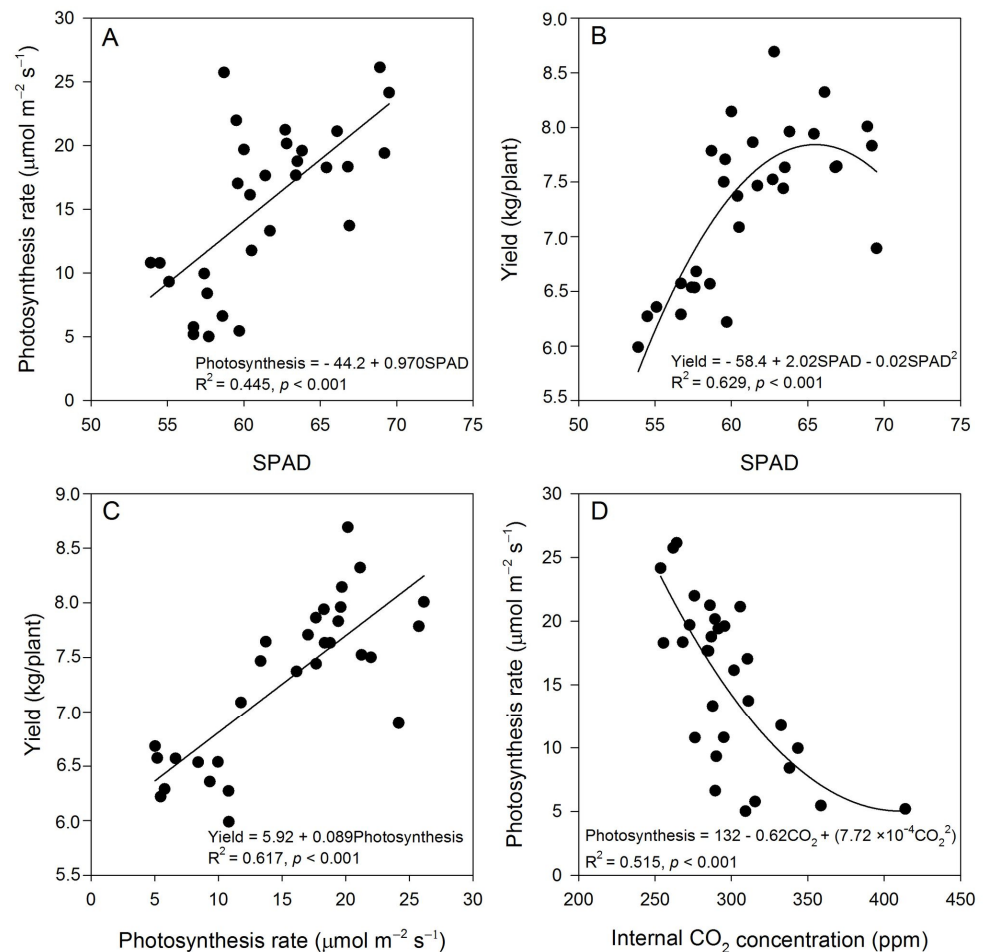 A
Photosynthesis rate (μmol m⁻² s⁻¹)
30
25
20
15
10
5
0
Photosynthesis = - 44.2 + 0.970SPAD
R² = 0.445, p < 0.001
50 55 60 65 70 75
SPAD
B
Yield (kg/plant)
9.0
8.5
8.0
7.5
7.0
6.5
6.0
5.5
Yield = - 58.4 + 2.02SPAD - 0.02SPAD²
R² = 0.629, p < 0.001
50 55 60 65 70 75
SPAD
C
Yield (kg/plant)
9.0
8.5
8.0
7.5
7.0
6.5
6.0
5.5
Yield = 5.92 + 0.089Photosynthesis
R² = 0.617, p < 0.001
0 5 10 15 20 25 30
Photosynthesis rate (μmol m⁻² s⁻¹)
D
Photosynthesis rate (μmol m⁻² s⁻¹)
30
25
20
15
10
5
0
Photosynthesis = 132 - 0.62CO₂ + (7.72 ×10⁻⁴CO₂²)
R² = 0.515, p < 0.001
200 250 300 350 400 450
Internal CO₂ concentration (ppm)